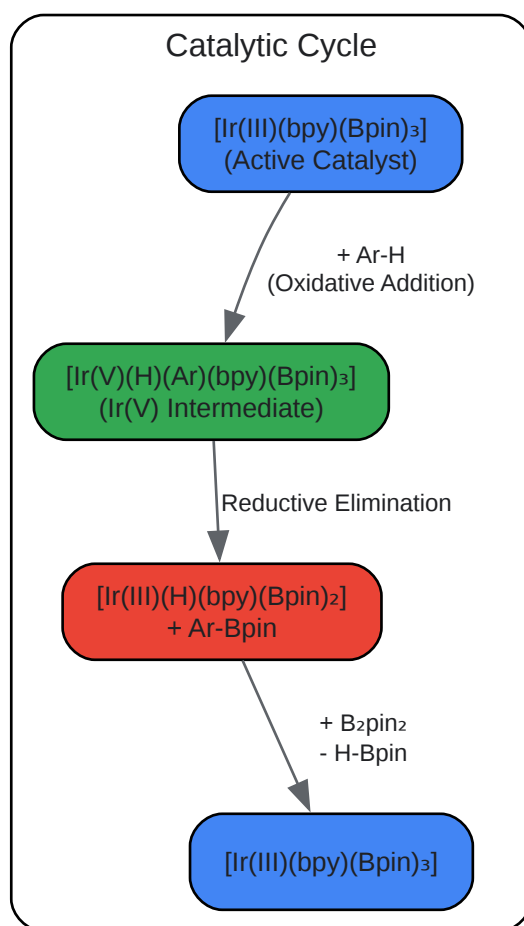 Catalytic Cycle
[Ir(III)(bpy)(Bpin)₃]
(Active Catalyst)
+ Ar-H
(Oxidative Addition)
[Ir(V)(H)(Ar)(bpy)(Bpin)₃]
(Ir(V) Intermediate)
Reductive Elimination
[Ir(III)(H)(bpy)(Bpin)₂]
+ Ar-Bpin
+ B₂pin₂
- H-Bpin
[Ir(III)(bpy)(Bpin)₃]